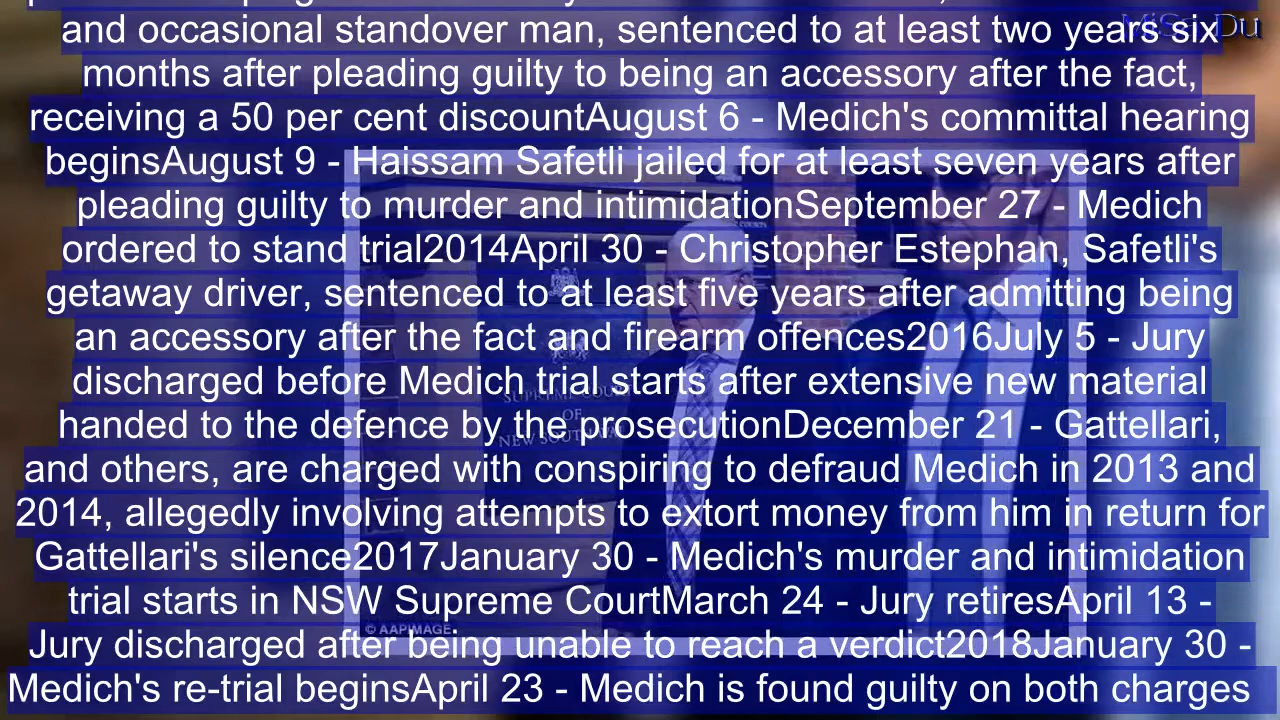 and occasional standover man, sentenced to at least two years six
months after pleading guilty to being an accessory after the fact,
receiving a 50 per cent discountAugust 6 - Medich's committal hearing
beginsAugust 9 - Haissam Safetli jailed for at least seven years after
pleading guilty to murder and intimidationSeptember 27 - Medich
ordered to stand trial2014April 30 - Christopher Estephan, Safetli's
getaway driver, sentenced to at least five years after admitting being
an accessory after the fact and firearm offences2016July 5 - Jury
discharged before Medich trial starts after extensive new material
handed to the defence by the prosecutionDecember 21 - Gattellari,
and others, are charged with conspiring to defraud Medich in 2013 and
2014, allegedly involving attempts to extort money from him in return for
Gattellari's silence2017January 30 - Medich's murder and intimidation
trial starts in NSW Supreme CourtMarch 24 - Jury retiresApril 13 -
Jury discharged after being unable to reach a verdict2018January 30 -
Medich's re-trial beginsApril 23 - Medich is found guilty on both charges
SUPREME COURT
OF
NEW SOUTH WALES
© AAPIMAGE